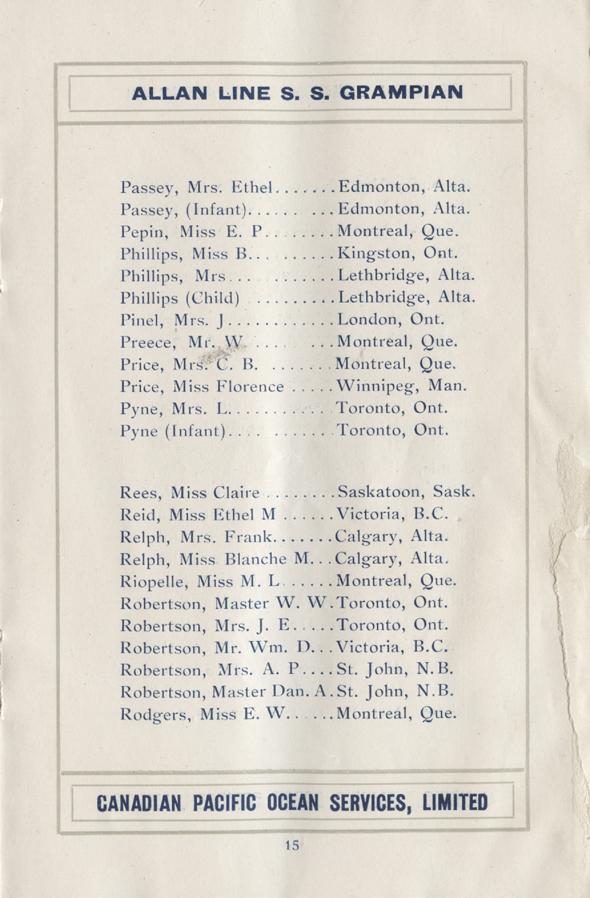 ALLAN LINE S. S. GRAMPIAN
Passey, Mrs. Ethel.......Edmonton, Alta.
Passey, (Infant)...... ...Edmonton, Alta.
Pepin, Miss E. P........Montreal, Que.
Phillips, Miss B..........Kingston, Ont.
Phillips, Mrs............Lethbridge, Alta.
Phillips (Child) .........Lethbridge, Alta.
Pinel, Mrs. J............London, Ont.
Preece, Mr. W. .... ...Montreal, Que.
Price, Mrs. C. B. .......Montreal, Que.
Price, Miss Florence .....Winnipeg, Man.
Pyne, Mrs. L...........Toronto, Ont.
Pyne (Infant).... .......Toronto, Ont.
Rees, Miss Claire ........Saskatoon, Sask.
Reid, Miss Ethel M ......Victoria, B.C.
Relph, Mrs. Frank.......Calgary, Alta.
Relph, Miss Blanche M...Calgary, Alta.
Riopelle, Miss M. L ......Montreal, Que.
Robertson, Master W. W.Toronto, Ont.
Robertson, Mrs. J. E.....Toronto, Ont.
Robertson, Mr. Wm. D...Victoria, B.C.
Robertson, Mrs. A. P....St. John, N.B.
Robertson, Master Dan. A.St. John, N.B.
Rodgers, Miss E. W......Montreal, Que.
CANADIAN PACIFIC OCEAN SERVICES, LIMITED
15